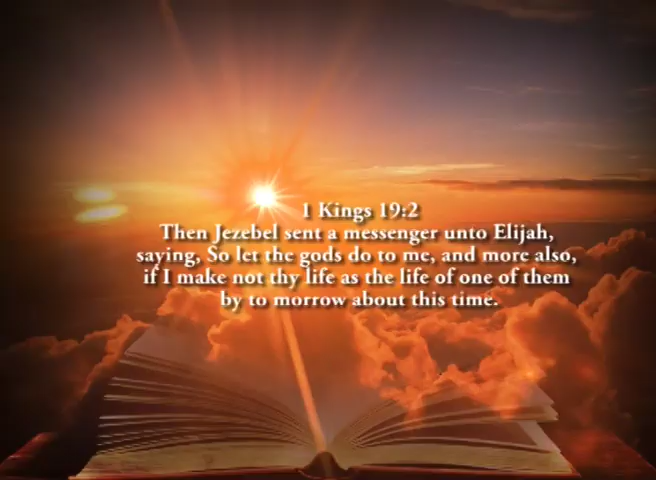 1 Kings 19:2
Then Jezebel sent a messenger unto Elijah,
saying, So let the gods do to me, and more also,
if I make not thy life as the life of one of them
by to morrow about this time.